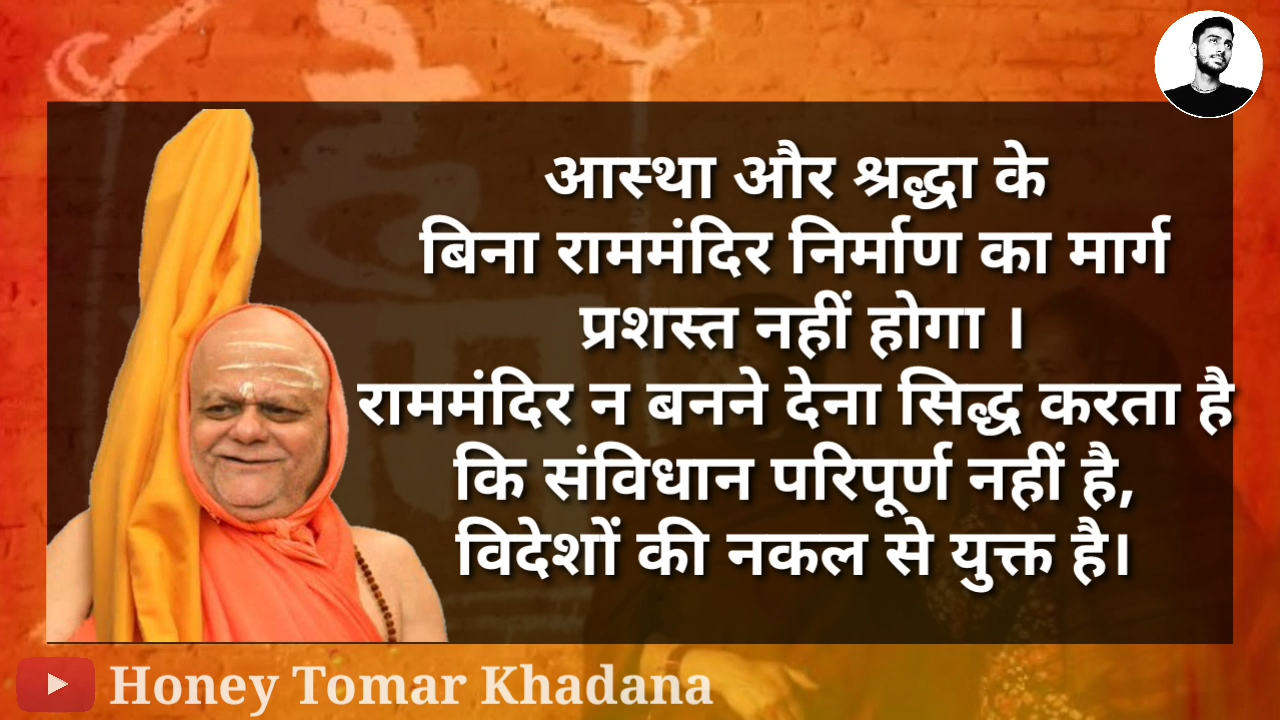 आस्था और श्रद्धा के
बिना राममंदिर निर्माण का मार्ग
प्रशस्त नहीं होगा ।
राममंदिर न बनने देना सिद्ध करता है
कि संविधान परिपूर्ण नहीं है,
विदेशों की नकल से युक्त है।
Honey Tomar Khadana